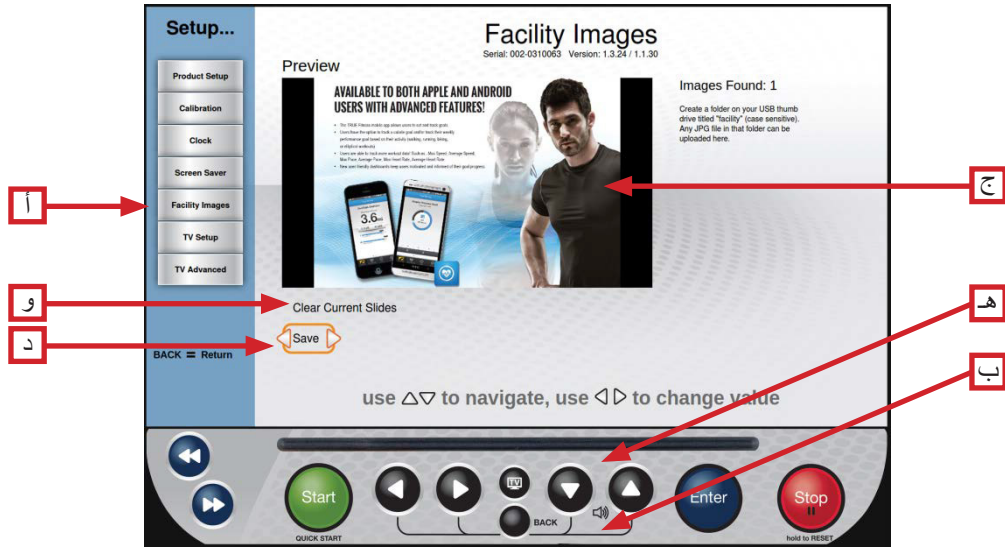 Setup...
Product Setup
Calibration
Clock
Screen Saver
Facility Images
TV Setup
TV Advanced
BACK = Return
Facility Images
Serial: 002-0310063 Version: 1.3.24 / 1.1.30
Preview
AVAILABLE TO BOTH APPLE AND ANDROID
USERS WITH ADVANCED FEATURES!
3.6
Images Found: 1
Create a folder on your USB thumb
drive titled "facility" (case sensitive).
Any JPG file in that folder can be
uploaded here.
Clear Current Slides
Save
use △▽ to navigate, use ◁ ▷ to change value
أ
و
د
ج
هـ
ب
Start
QUICK START
TV
BACK
Enter
Stop
hold to RESET